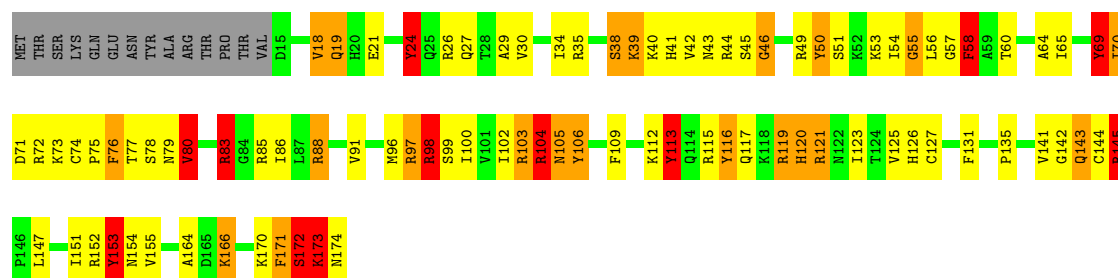 MET THR SER LYS GLN GLU ASN TYR ALA ARG THR PRO THR VAL D15 V18 Q19 H20 E21 Y24 Q25 R26 Q27 T28 A29 V30 I34 R35 S38 K39 K40 H41 V42 N43 R44 S45 G46 R49 Y50 S51 K52 K53 I54 G55 L56 G57 F58 A59 T60 A64 I65 Y69 I70
D71 R72 K73 C74 P75 F76 T77 S78 N79 V80 R83 G84 R85 I86 L87 R88 V91 M96 R97 R98 S99 I100 V101 I102 R103 R104 N105 Y106 F109 K112 Y113 Q114 R115 Y116 Q117 K118 R119 H120 R121 N122 I123 T124 V125 H126 C127 F131 P135 V141 G142 Q143 C144 R145
P146 L147 I151 R152 Y153 N154 V155 A164 D165 K166 K170 F171 S172 K173 N174